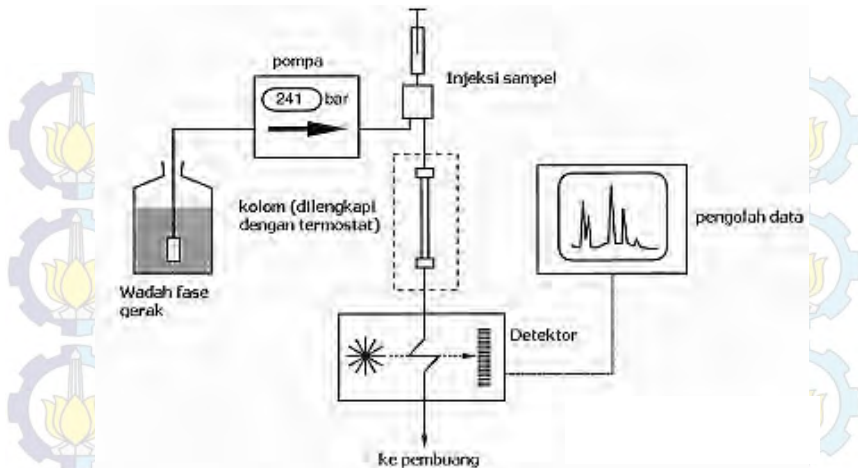 pompa
241 bar
Injeksi sampel
kolom (dilengkapi
dengan termostat)
pengolah data
Wadah fase
gerak
Detektor
ke pembuang